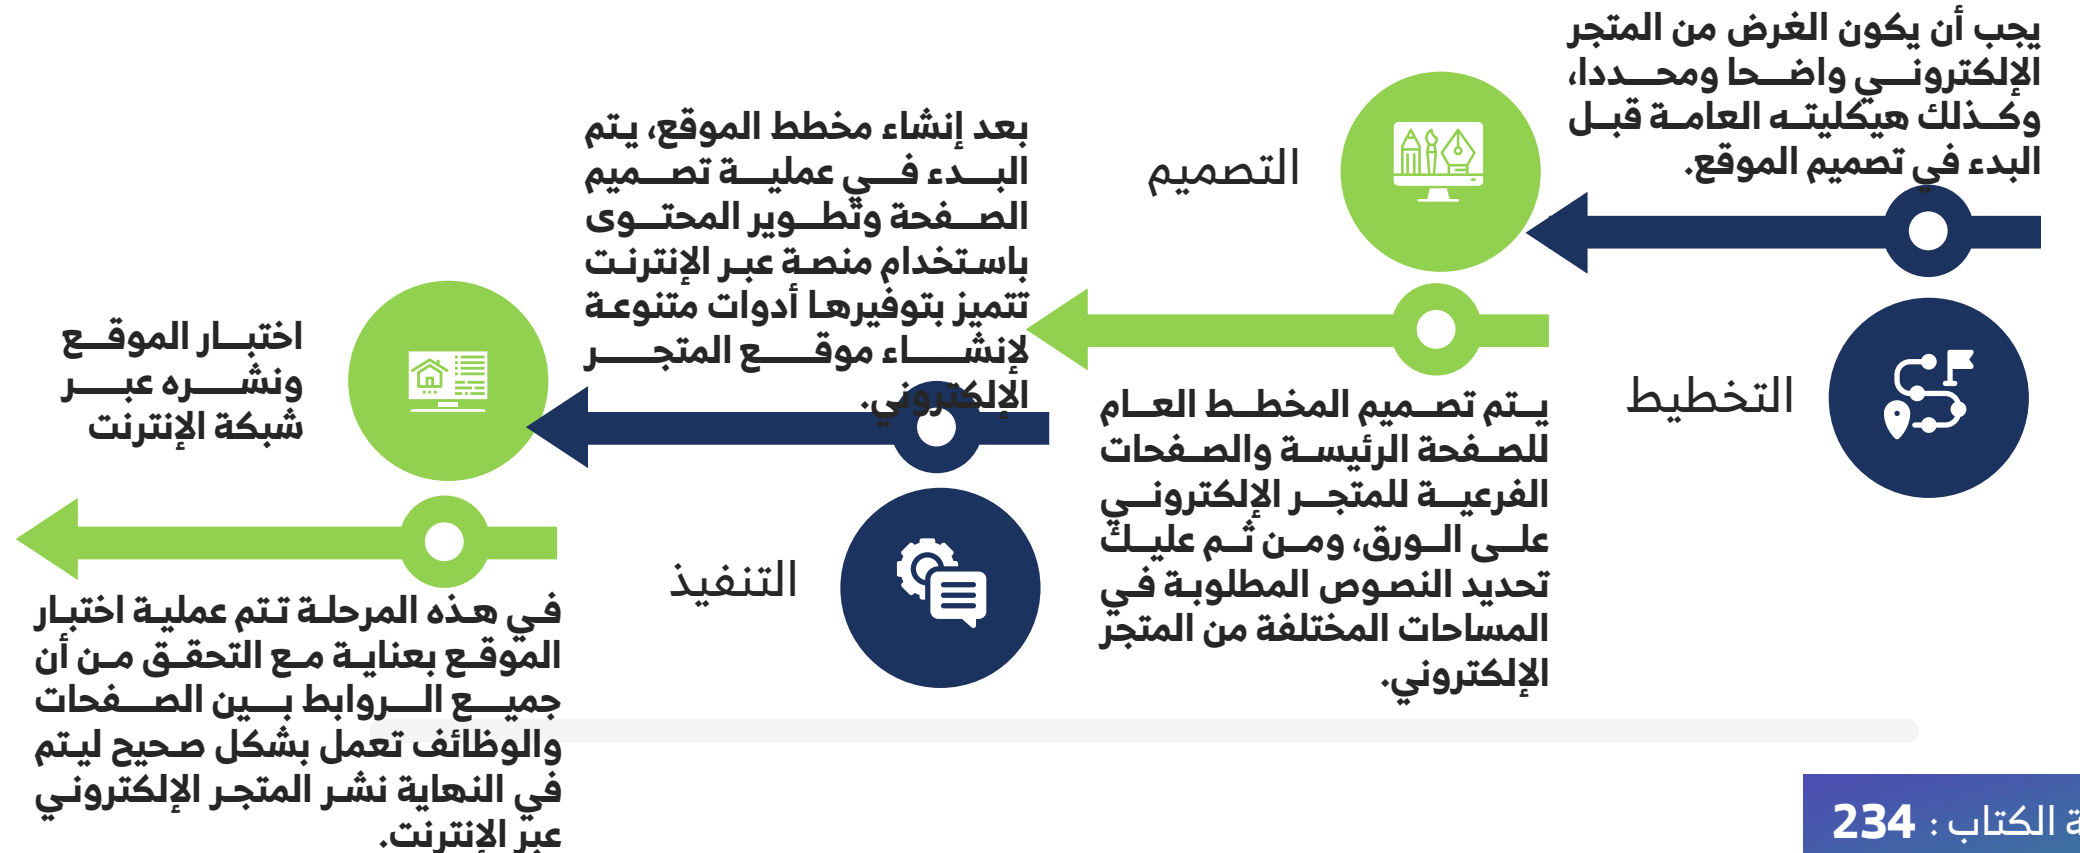 يجب أن يكون الغرض من المتجر
الإلكتروني واضحا ومحددا،
وكذلك هيكليته العامة قبل
البدء في تصميم الموقع.
التخطيط
التصميم
يتم تصميم المخطط العام
للصفحة الرئيسة والصفحات
الفرعية للمتجر الإلكتروني
على الورق، ومن ثم عليك
تحديد النصوص المطلوبة في
المساحات المختلفة من المتجر
الإلكتروني.
بعد إنشاء مخطط الموقع، يتم
البدء في عملية تصميم
الصفحة وتطوير المحتوى
باستخدام منصة عبر الإنترنت
تتميز بتوفيرها أدوات متنوعة
لإنشاء موقع المتجر
الإلكتروني.
التنفيذ
اختبار الموقع
ونشره عبر
شبكة الإنترنت
في هذه المرحلة تتم عملية اختبار
الموقع بعناية مع التحقق من أن
جميع الروابط بين الصفحات
والوظائف تعمل بشكل صحيح ليتم
في النهاية نشر المتجر الإلكتروني
عبر الإنترنت.
الكتاب : 234